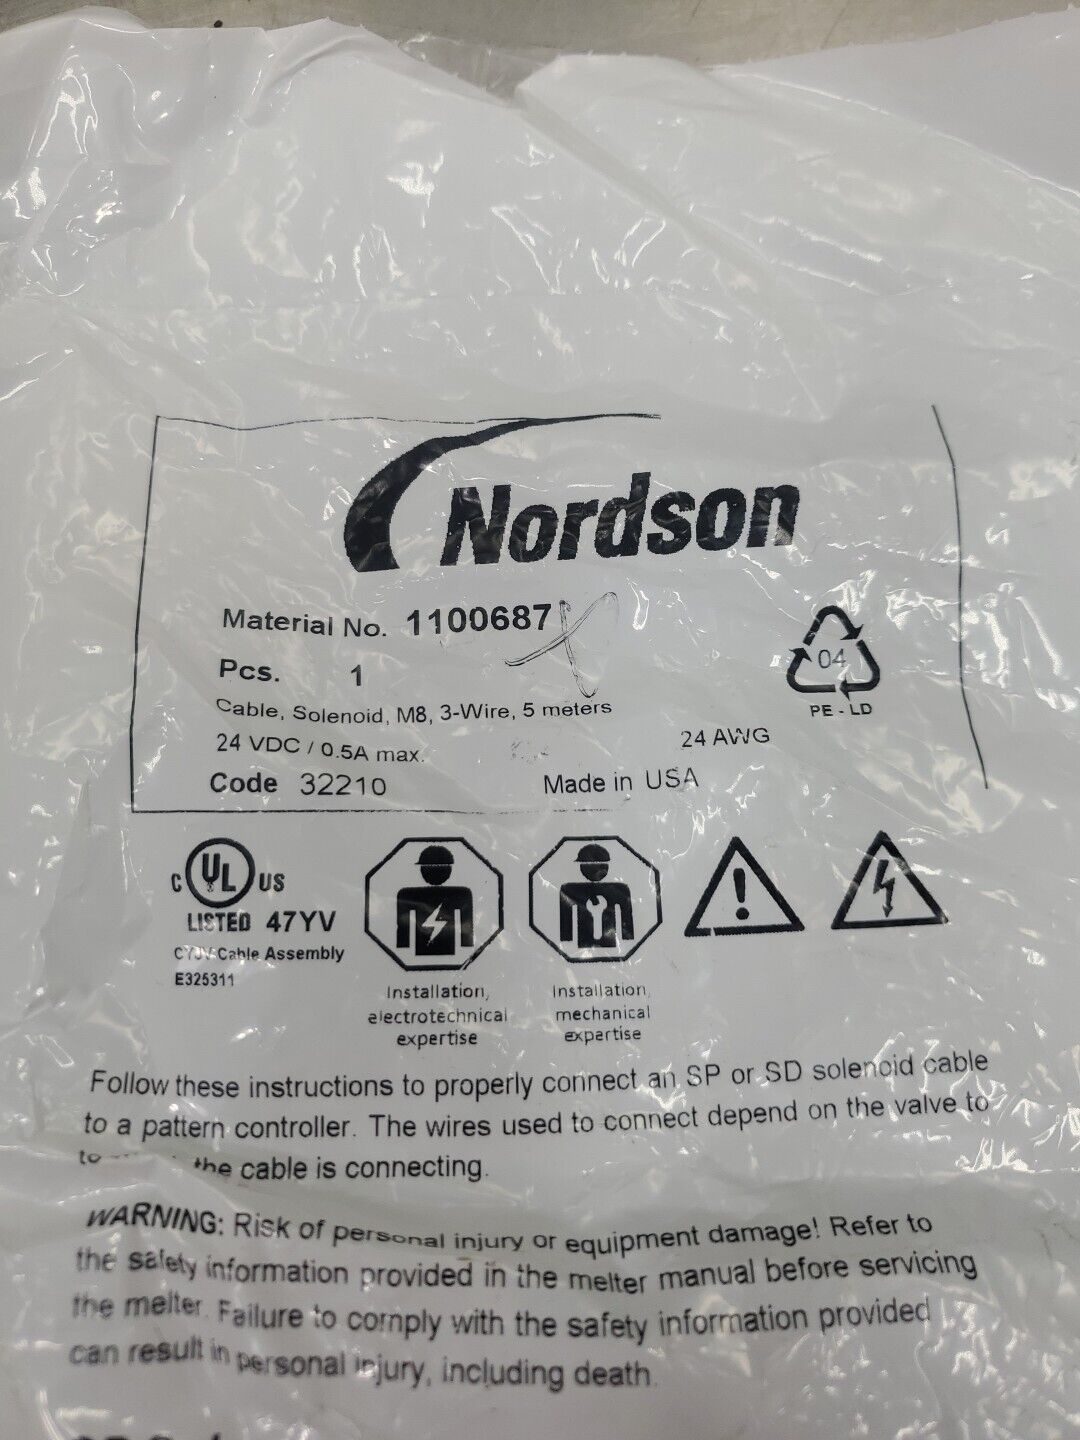 Nordson
Material No. 1100687
Pcs. 1
Cable, Solenoid, M8, 3-Wire, 5 meters
24 VDC / 0.5A max. 24 AWG
Code 32210 Made in USA
04
PE - LD
C UL US
LISTED 47YV
Cable Assembly
E325311
Installation, electrotechnical expertise
Installation, mechanical expertise
Follow these instructions to properly connect an SP or SD solenoid cable
to a pattern controller. The wires used to connect depend on the valve to
the cable is connecting.
WARNING: Risk of personal injury or equipment damage! Refer to
the safety information provided in the melter manual before servicing
the melter. Failure to comply with the safety information provided
can result in personal injury, including death.